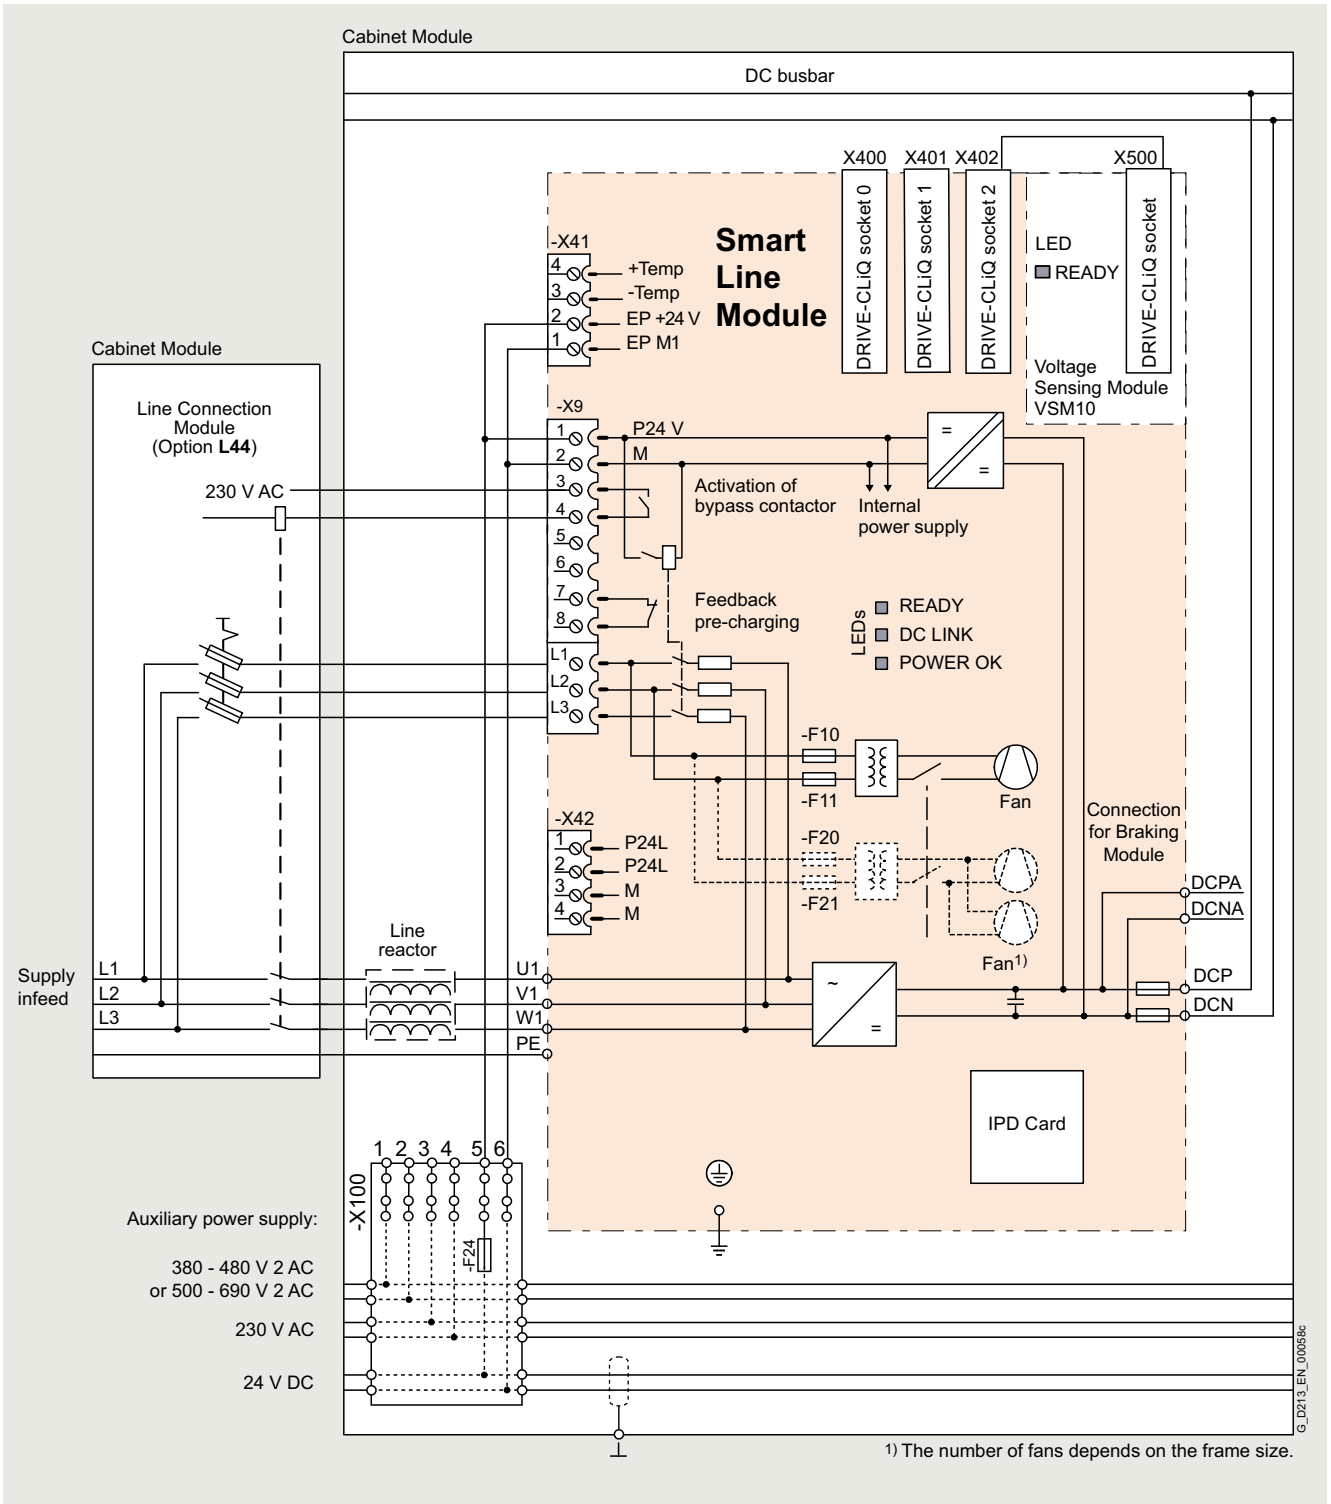 Cabinet Module
DC busbar
X400
X401
X402
X500
DRIVE-CLiQ socket 0
DRIVE-CLiQ socket 1
DRIVE-CLiQ socket 2
DRIVE-CLiQ socket
LED
READY
Voltage
Sensing Module
VSM10
Smart
Line
Module
-X41
4
+Temp
3
-Temp
2
EP +24 V
1
EP M1
Cabinet Module
Line Connection
Module
(Option L44)
230 V AC
-X9
1
P24 V
2
M
3
4
5
6
7
8
L1
L2
L3
Activation of
bypass contactor
Internal
power supply
=
=
Feedback
pre-charging
LEDs
READY
DC LINK
POWER OK
-F10
-F11
Fan
-F20
-F21
Fan1)
Connection
for Braking
Module
DCPA
DCNA
DCP
DCN
-X42
1
P24L
2
P24L
3
M
4
M
Line
reactor
Supply
infeed
L1
L2
L3
U1
V1
W1
PE
~
=
IPD Card
1 2 3 4 5 6
-X100
-F24
Auxiliary power supply:
380 - 480 V 2 AC
or 500 - 690 V 2 AC
230 V AC
24 V DC
G_D213_EN_00058c
1) The number of fans depends on the frame size.